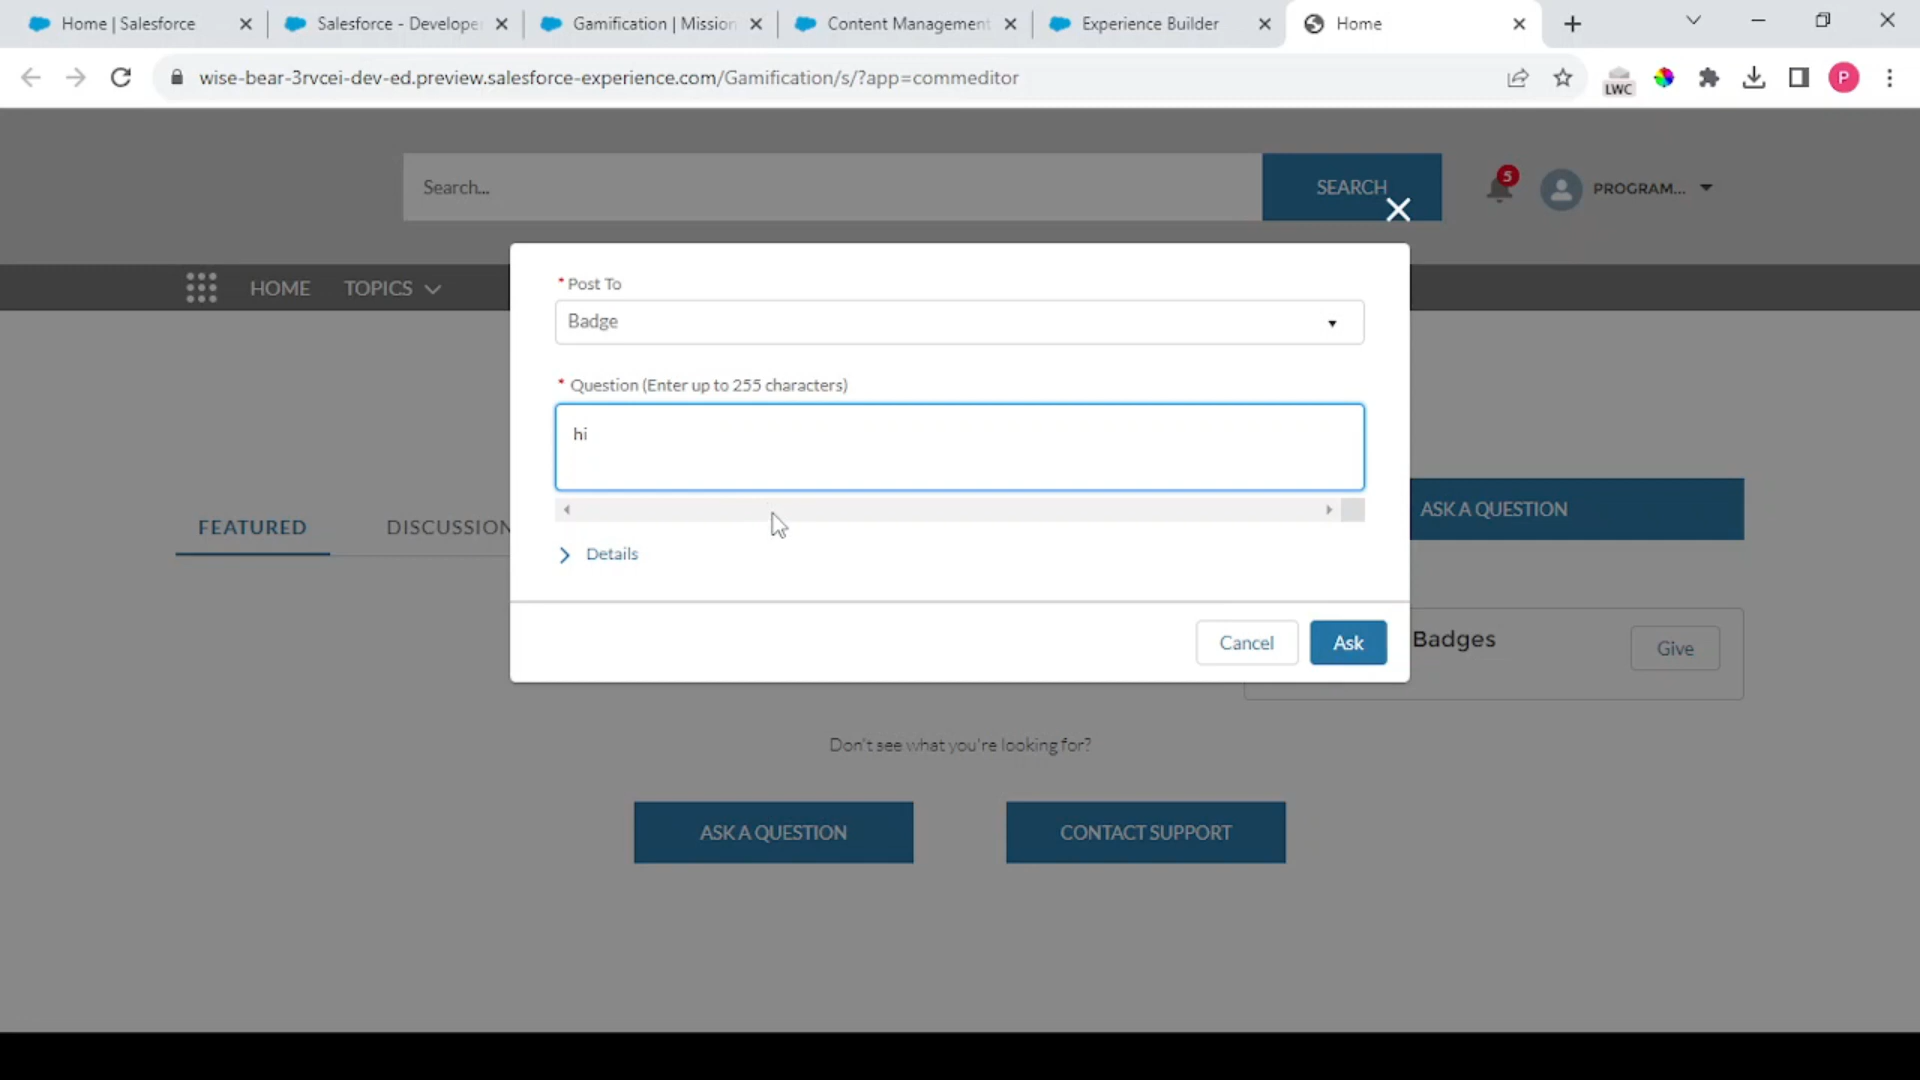 Home | Salesforce
Salesforce - Develope
Gamification | Mission
Content Management
Experience Builder
Home
wise-bear-3rvcei-dev-ed.preview.salesforce-experience.com/Gamification/s/?app=commeditor
LWC
P
Search...
SEARCH
5
PROGRAM...
HOME
TOPICS
* Post To
Badge
* Question (Enter up to 255 characters)
hi
FEATURED
DISCUSSION
ASK A QUESTION
Details
Cancel
Ask
Badges
Give
Don't see what you're looking for?
ASK A QUESTION
CONTACT SUPPORT